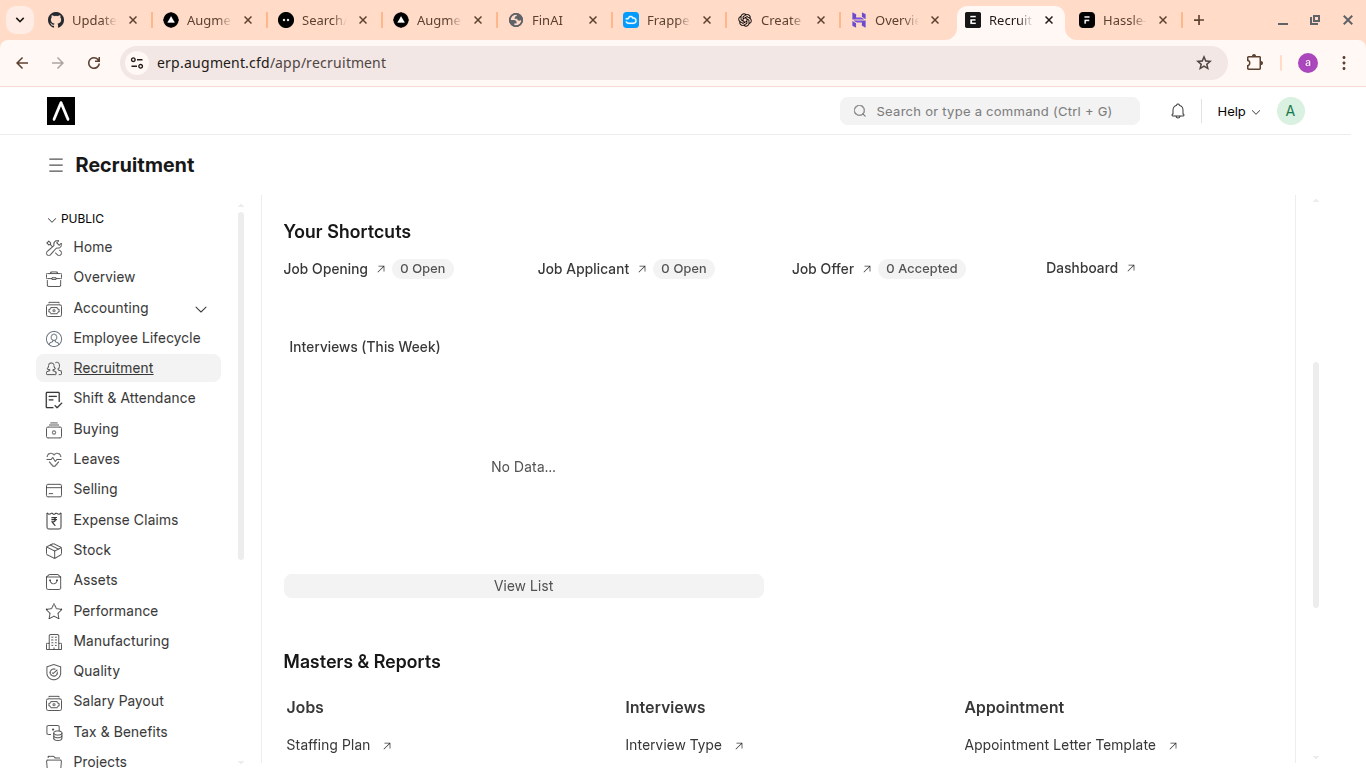 Update
Augme
Search
Augme
FinAI
Frappe
Create
Overvi
Recruit
Hassle
erp.augment.cfd/app/recruitment
a
Search or type a command (Ctrl + G)
Help
A
Recruitment
PUBLIC
Home
Overview
Accounting
Employee Lifecycle
Recruitment
Shift & Attendance
Buying
Leaves
Selling
Expense Claims
Stock
Assets
Performance
Manufacturing
Quality
Salary Payout
Tax & Benefits
Projects
Your Shortcuts
Job Opening 0 Open
Job Applicant 0 Open
Job Offer 0 Accepted
Dashboard
Interviews (This Week)
No Data...
View List
Masters & Reports
Jobs
Staffing Plan
Interviews
Interview Type
Appointment
Appointment Letter Template